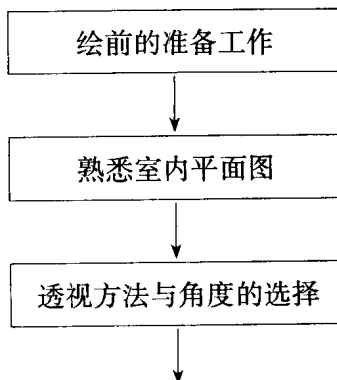 绘前的准备工作
熟悉室内平面图
透视方法与角度的选择